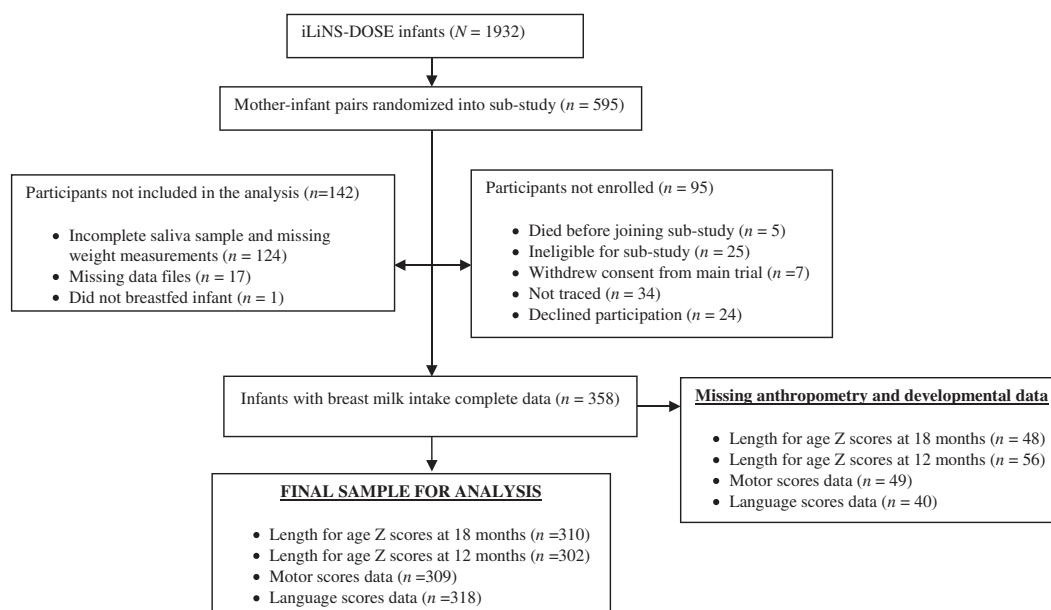 iLiNS-DOSE infants (N = 1932)
Mother-infant pairs randomized into sub-study (n = 595)
Participants not included in the analysis (n=142)
• Incomplete saliva sample and missing
weight measurements (n = 124)
• Missing data files (n = 17)
• Did not breastfed infant (n = 1)
Participants not enrolled (n = 95)
• Died before joining sub-study (n = 5)
• Ineligible for sub-study (n = 25)
• Withdrew consent from main trial (n =7)
• Not traced (n = 34)
• Declined participation (n = 24)
Infants with breast milk intake complete data (n = 358)
Missing anthropometry and developmental data
• Length for age Z scores at 18 months (n = 48)
• Length for age Z scores at 12 months (n = 56)
• Motor scores data (n = 49)
• Language scores data (n = 40)
FINAL SAMPLE FOR ANALYSIS
• Length for age Z scores at 18 months (n =310)
• Length for age Z scores at 12 months (n =302)
• Motor scores data (n =309)
• Language scores data (n =318)